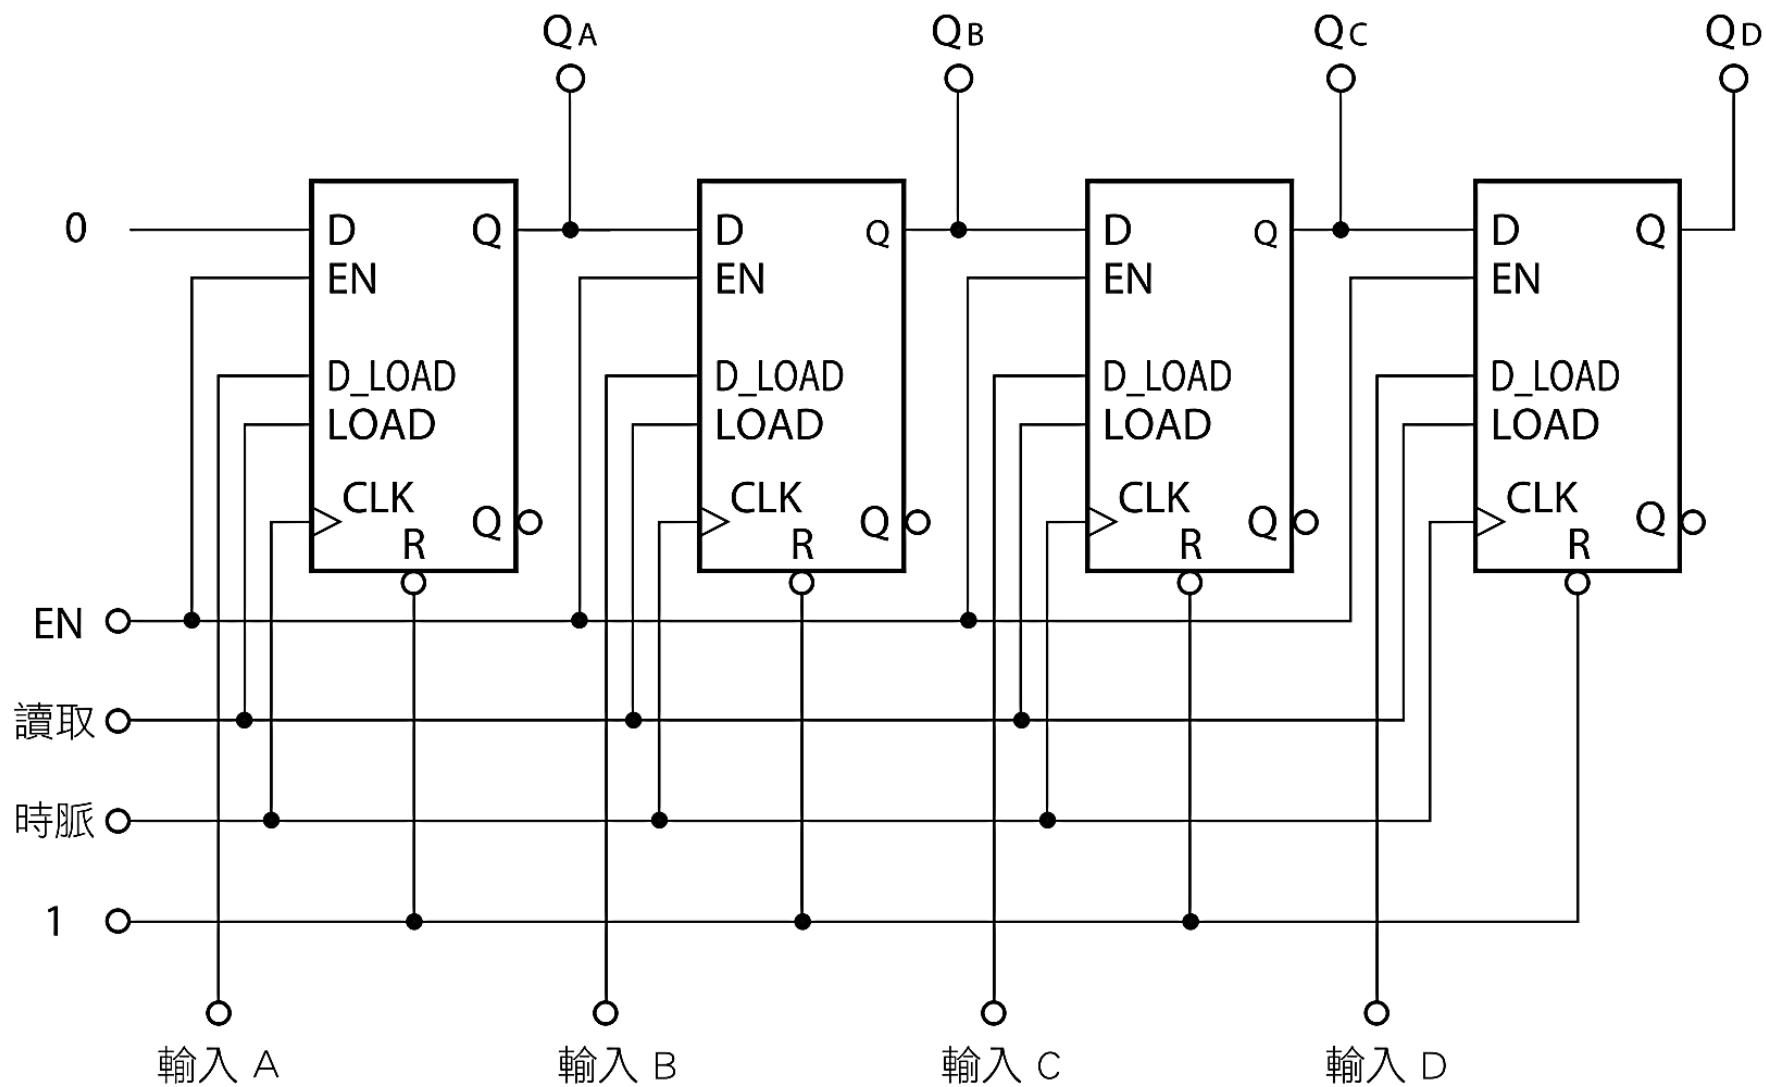 QA QB QC QD
0 D Q D Q D Q D Q
EN EN EN EN
D_LOAD D_LOAD D_LOAD D_LOAD
LOAD LOAD LOAD LOAD
CLK CLK CLK CLK
R Q R Q R Q R Q
EN
讀取
時脈
1
輸入 A 輸入 B 輸入 C 輸入 D